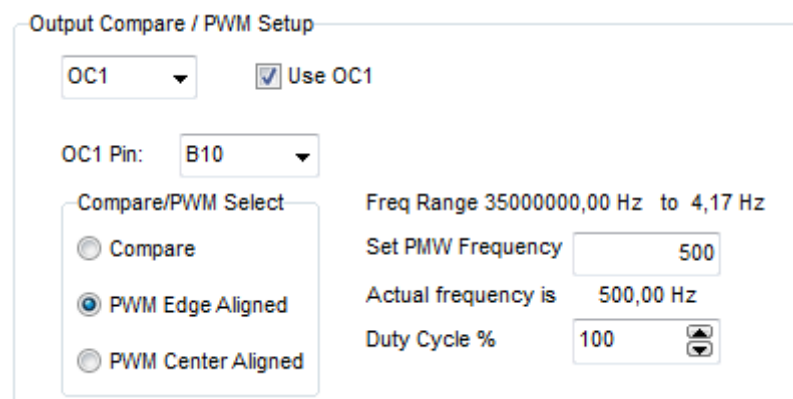 Output Compare / PWM Setup
OC1 Use OC1
OC1 Pin: B10
Compare/PWM Select
Freq Range 35000000,00 Hz to 4,17 Hz
Compare
Set PMW Frequency 500
PWM Edge Aligned
Actual frequency is 500,00 Hz
Duty Cycle % 100
PWM Center Aligned